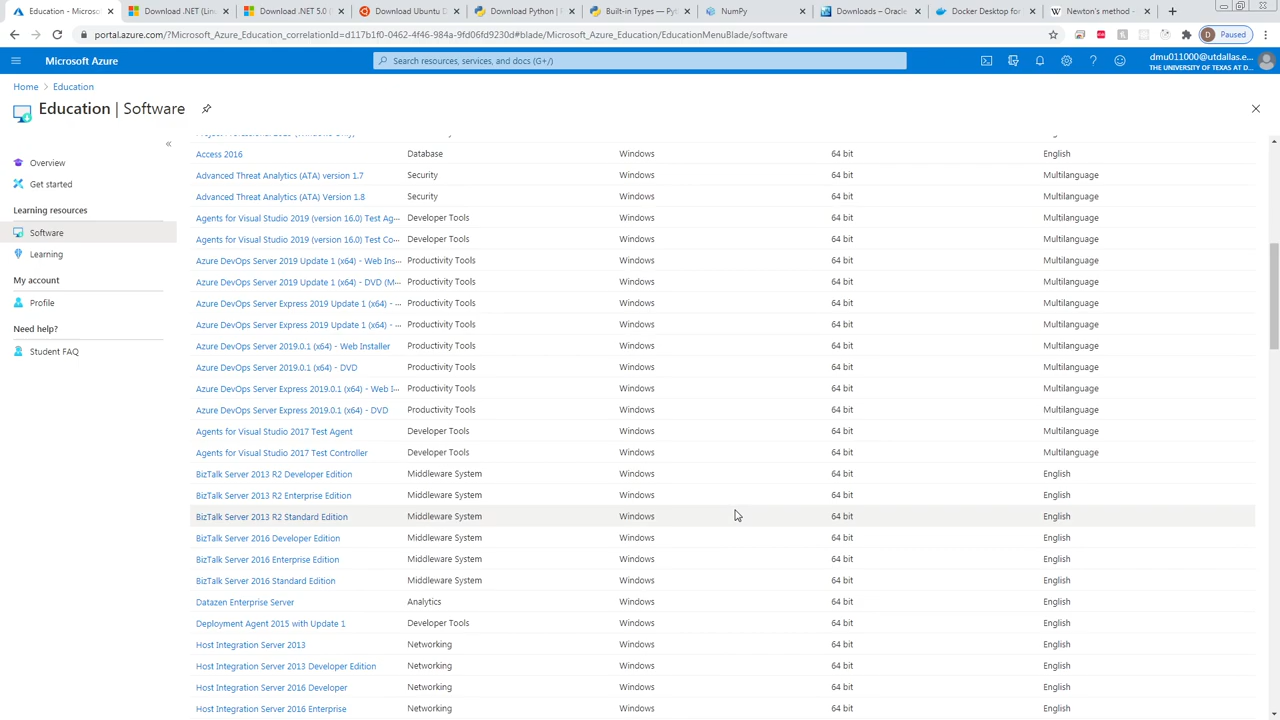 Education - Microso
Download .NET (Lin
Download .NET 5.0 (
Download Ubuntu D
Download Python | P
Built-in Types — Py
NumPy
Downloads – Oracle
Docker Desktop for
Newton's method -
portal.azure.com/?Microsoft_Azure_Education_correlationId=d117b1f0-0462-4f46-984a-9fd06fd9230d#blade/Microsoft_Azure_Education/EducationMenuBlade/software
D Paused
Microsoft Azure
Search resources, services, and docs (G+/)
dmu011000@utdallas.e...
THE UNIVERSITY OF TEXAS AT D...
Home > Education
Education | Software
Overview
Get started
Learning resources
Software
Learning
My account
Profile
Need help?
Student FAQ
Access 2016 Database Windows 64 bit English
Advanced Threat Analytics (ATA) version 1.7 Security Windows 64 bit Multilanguage
Advanced Threat Analytics (ATA) Version 1.8 Security Windows 64 bit Multilanguage
Agents for Visual Studio 2019 (version 16.0) Test Ag... Developer Tools Windows 64 bit Multilanguage
Agents for Visual Studio 2019 (version 16.0) Test Co... Developer Tools Windows 64 bit Multilanguage
Azure DevOps Server 2019 Update 1 (x64) - Web Ins... Productivity Tools Windows 64 bit Multilanguage
Azure DevOps Server 2019 Update 1 (x64) - DVD (M... Productivity Tools Windows 64 bit Multilanguage
Azure DevOps Server Express 2019 Update 1 (x64) - ... Productivity Tools Windows 64 bit Multilanguage
Azure DevOps Server Express 2019 Update 1 (x64) - ... Productivity Tools Windows 64 bit Multilanguage
Azure DevOps Server 2019.0.1 (x64) - Web Installer Productivity Tools Windows 64 bit Multilanguage
Azure DevOps Server 2019.0.1 (x64) - DVD Productivity Tools Windows 64 bit Multilanguage
Azure DevOps Server Express 2019.0.1 (x64) - Web I... Productivity Tools Windows 64 bit Multilanguage
Azure DevOps Server Express 2019.0.1 (x64) - DVD Productivity Tools Windows 64 bit Multilanguage
Agents for Visual Studio 2017 Test Agent Developer Tools Windows 64 bit Multilanguage
Agents for Visual Studio 2017 Test Controller Developer Tools Windows 64 bit Multilanguage
BizTalk Server 2013 R2 Developer Edition Middleware System Windows 64 bit English
BizTalk Server 2013 R2 Enterprise Edition Middleware System Windows 64 bit English
BizTalk Server 2013 R2 Standard Edition Middleware System Windows 64 bit English
BizTalk Server 2016 Developer Edition Middleware System Windows 64 bit English
BizTalk Server 2016 Enterprise Edition Middleware System Windows 64 bit English
BizTalk Server 2016 Standard Edition Middleware System Windows 64 bit English
Datazen Enterprise Server Analytics Windows 64 bit English
Deployment Agent 2015 with Update 1 Developer Tools Windows 64 bit English
Host Integration Server 2013 Networking Windows 64 bit English
Host Integration Server 2013 Developer Edition Networking Windows 64 bit English
Host Integration Server 2016 Developer Networking Windows 64 bit English
Host Integration Server 2016 Enterprise Networking Windows 64 bit English